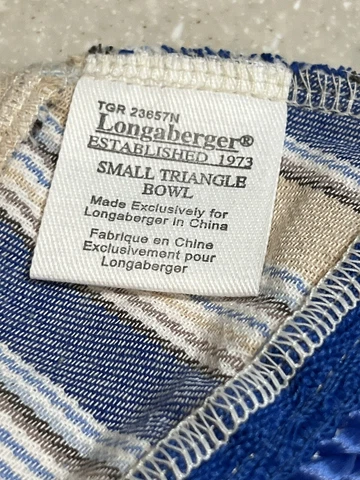 TGR 23657N
Longaberger®
ESTABLISHED 1973
SMALL TRIANGLE
BOWL
Made Exclusively for
Longaberger in China
Fabrique en Chine
Exclusivement pour
Longaberger